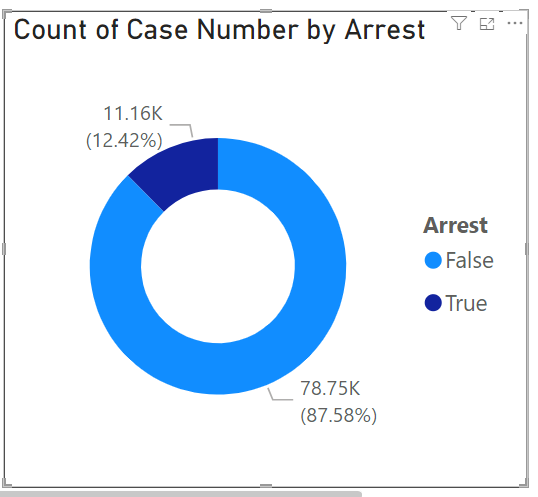 Count of Case Number by Arrest
11.16K
(12.42%)
Arrest
False
True
78.75K
(87.58%)